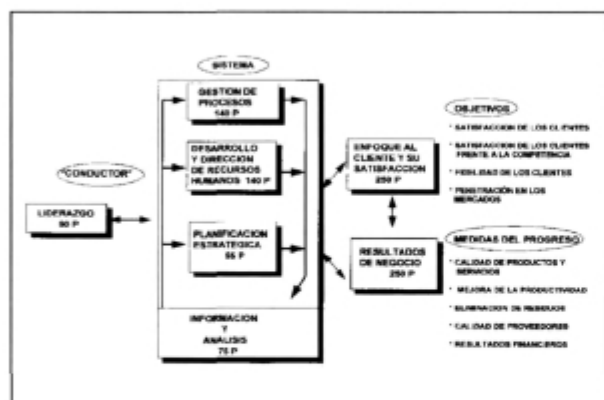 SISTEMA
GESTION DE
PROCESOS
140 P
DESARROLLO
Y DIRECCION
DE RECURSOS
HUMANOS 140 P
PLANIFICACION
ESTRATEGICA
55 P
INFORMACION
Y
ANALISIS
75 P
"CONDUCTOR"
LIDERAZGO
90 P
ENFOQUE AL
CLIENTE Y SU
SATISFACCION
250 P
RESULTADOS
DE NEGOCIO
250 P
OBJETIVOS
* SATISFACCION DE LOS CLIENTES
* SATISFACCION DE LOS CLIENTES
FRENTE A LA COMPETENCIA
* FIDELIDAD DE LOS CLIENTES
* PENETRACIÓN EN LOS
MERCADOS
MEDIDAS DEL PROGRESO
* CALIDAD DE PRODUCTOS Y
SERVICIOS
* MEJORA DE LA PRODUCTIVIDAD
* ELIMINACION DE RESIDUOS
* CALIDAD DE PROVEEDORES
* RESULTADOS FINANCIEROS